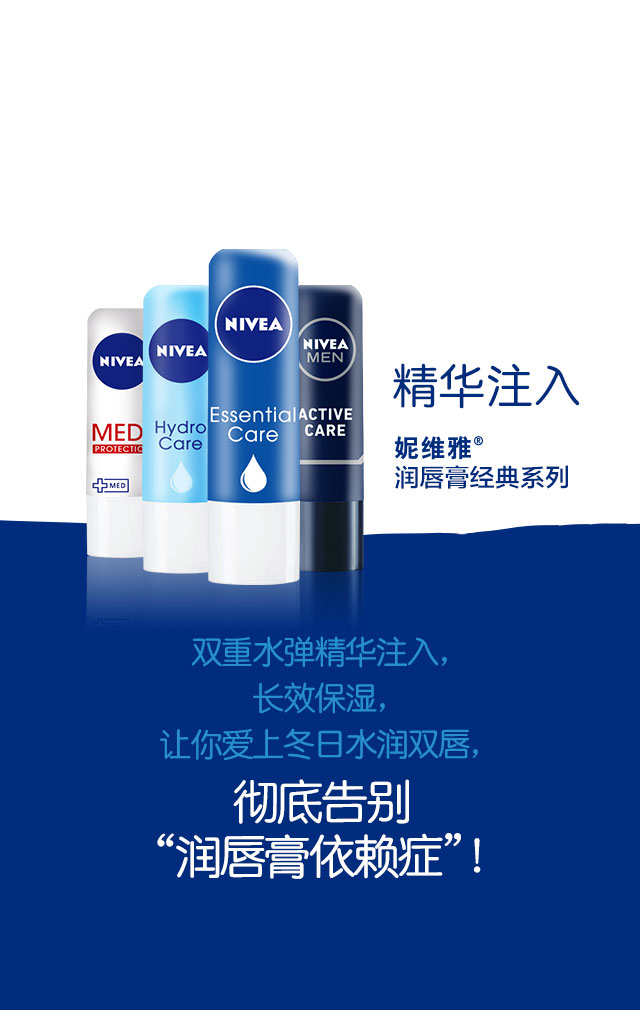 NIVEA
MED
PROTECTIO
MED
NIVEA
Hydro
Care
NIVEA
Essential
Care
NIVEA
MEN
ACTIVE
CARE
精华注入
妮维雅®
润唇膏经典系列
双重水弹精华注入,
长效保湿,
让你爱上冬日水润双唇,
彻底告别
“润唇膏依赖症”!